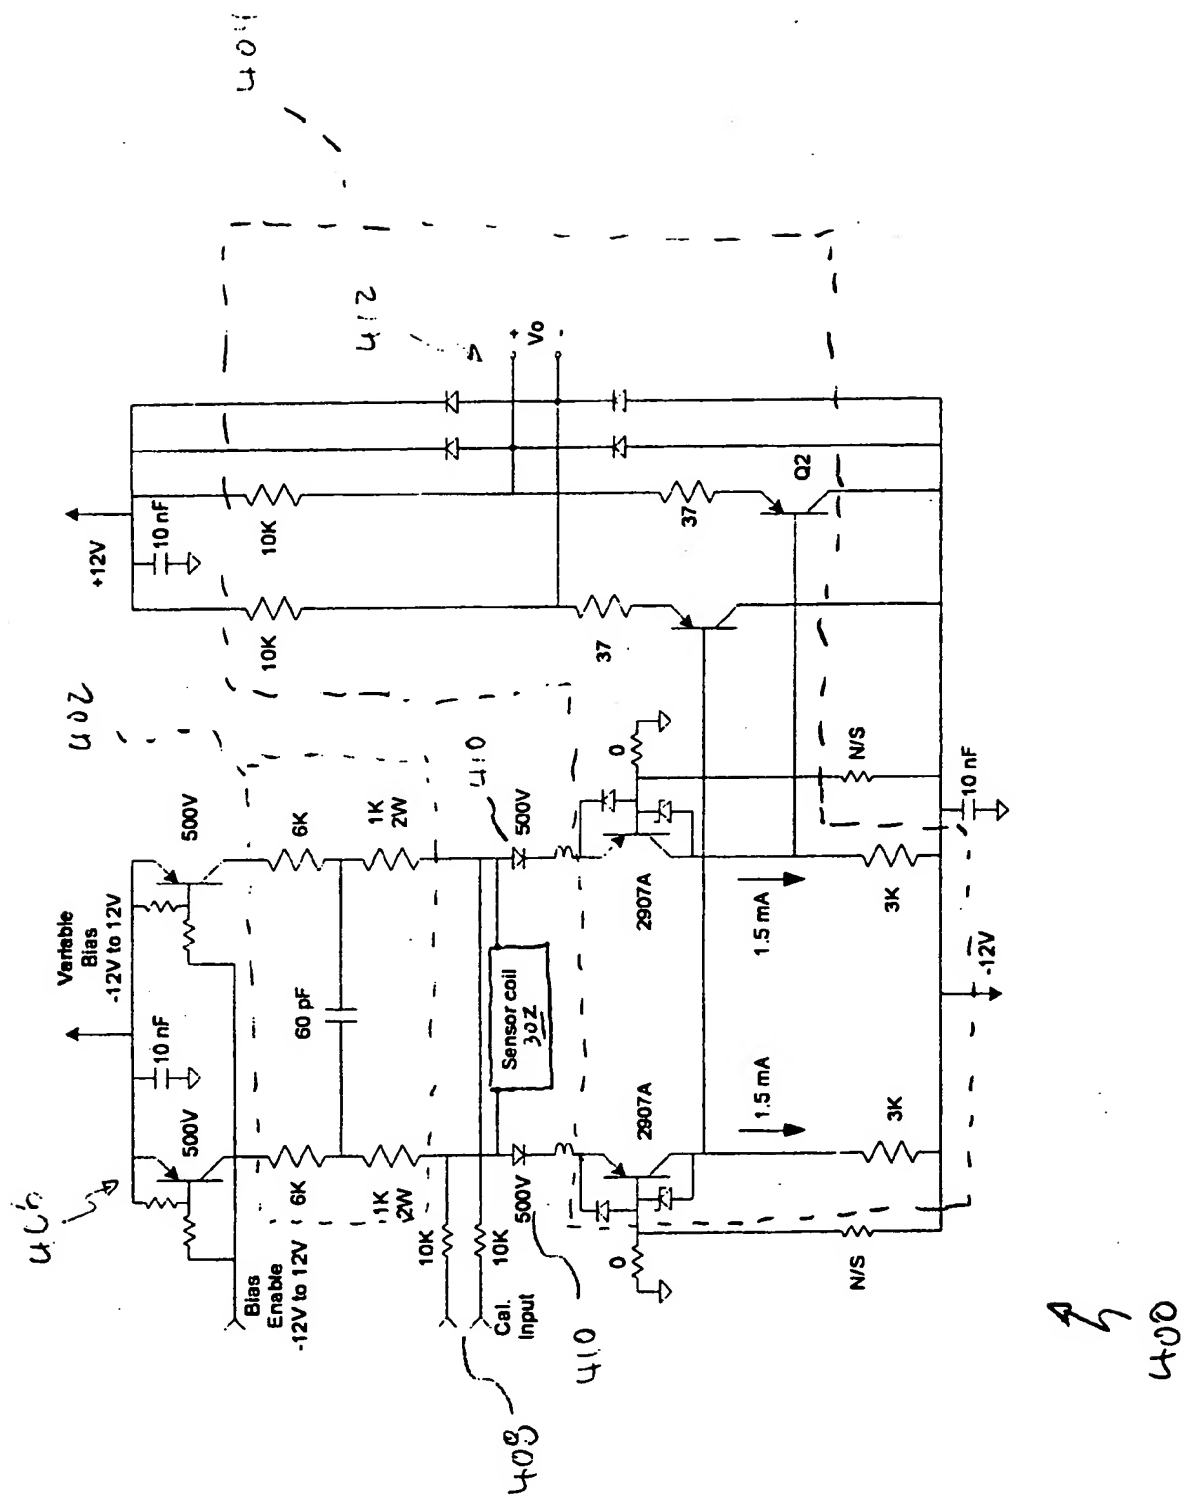 404
412
+
Vo
-
+12V
10 nF
10K
10K
37
37
Q2
402
410
500V
6K
1K
2W
500V
0
N/S
10 nF
2907A
1.5 mA
3K
Variable
Bias
-12V to 12V
10 nF
60 pF
Sensor coil
302
-12V
500V
6K
1K
2W
500V
2907A
1.5 mA
3K
10K
10K
0
N/S
Bias
Enable
-12V to 12V
Cal.
Input
410
408
400